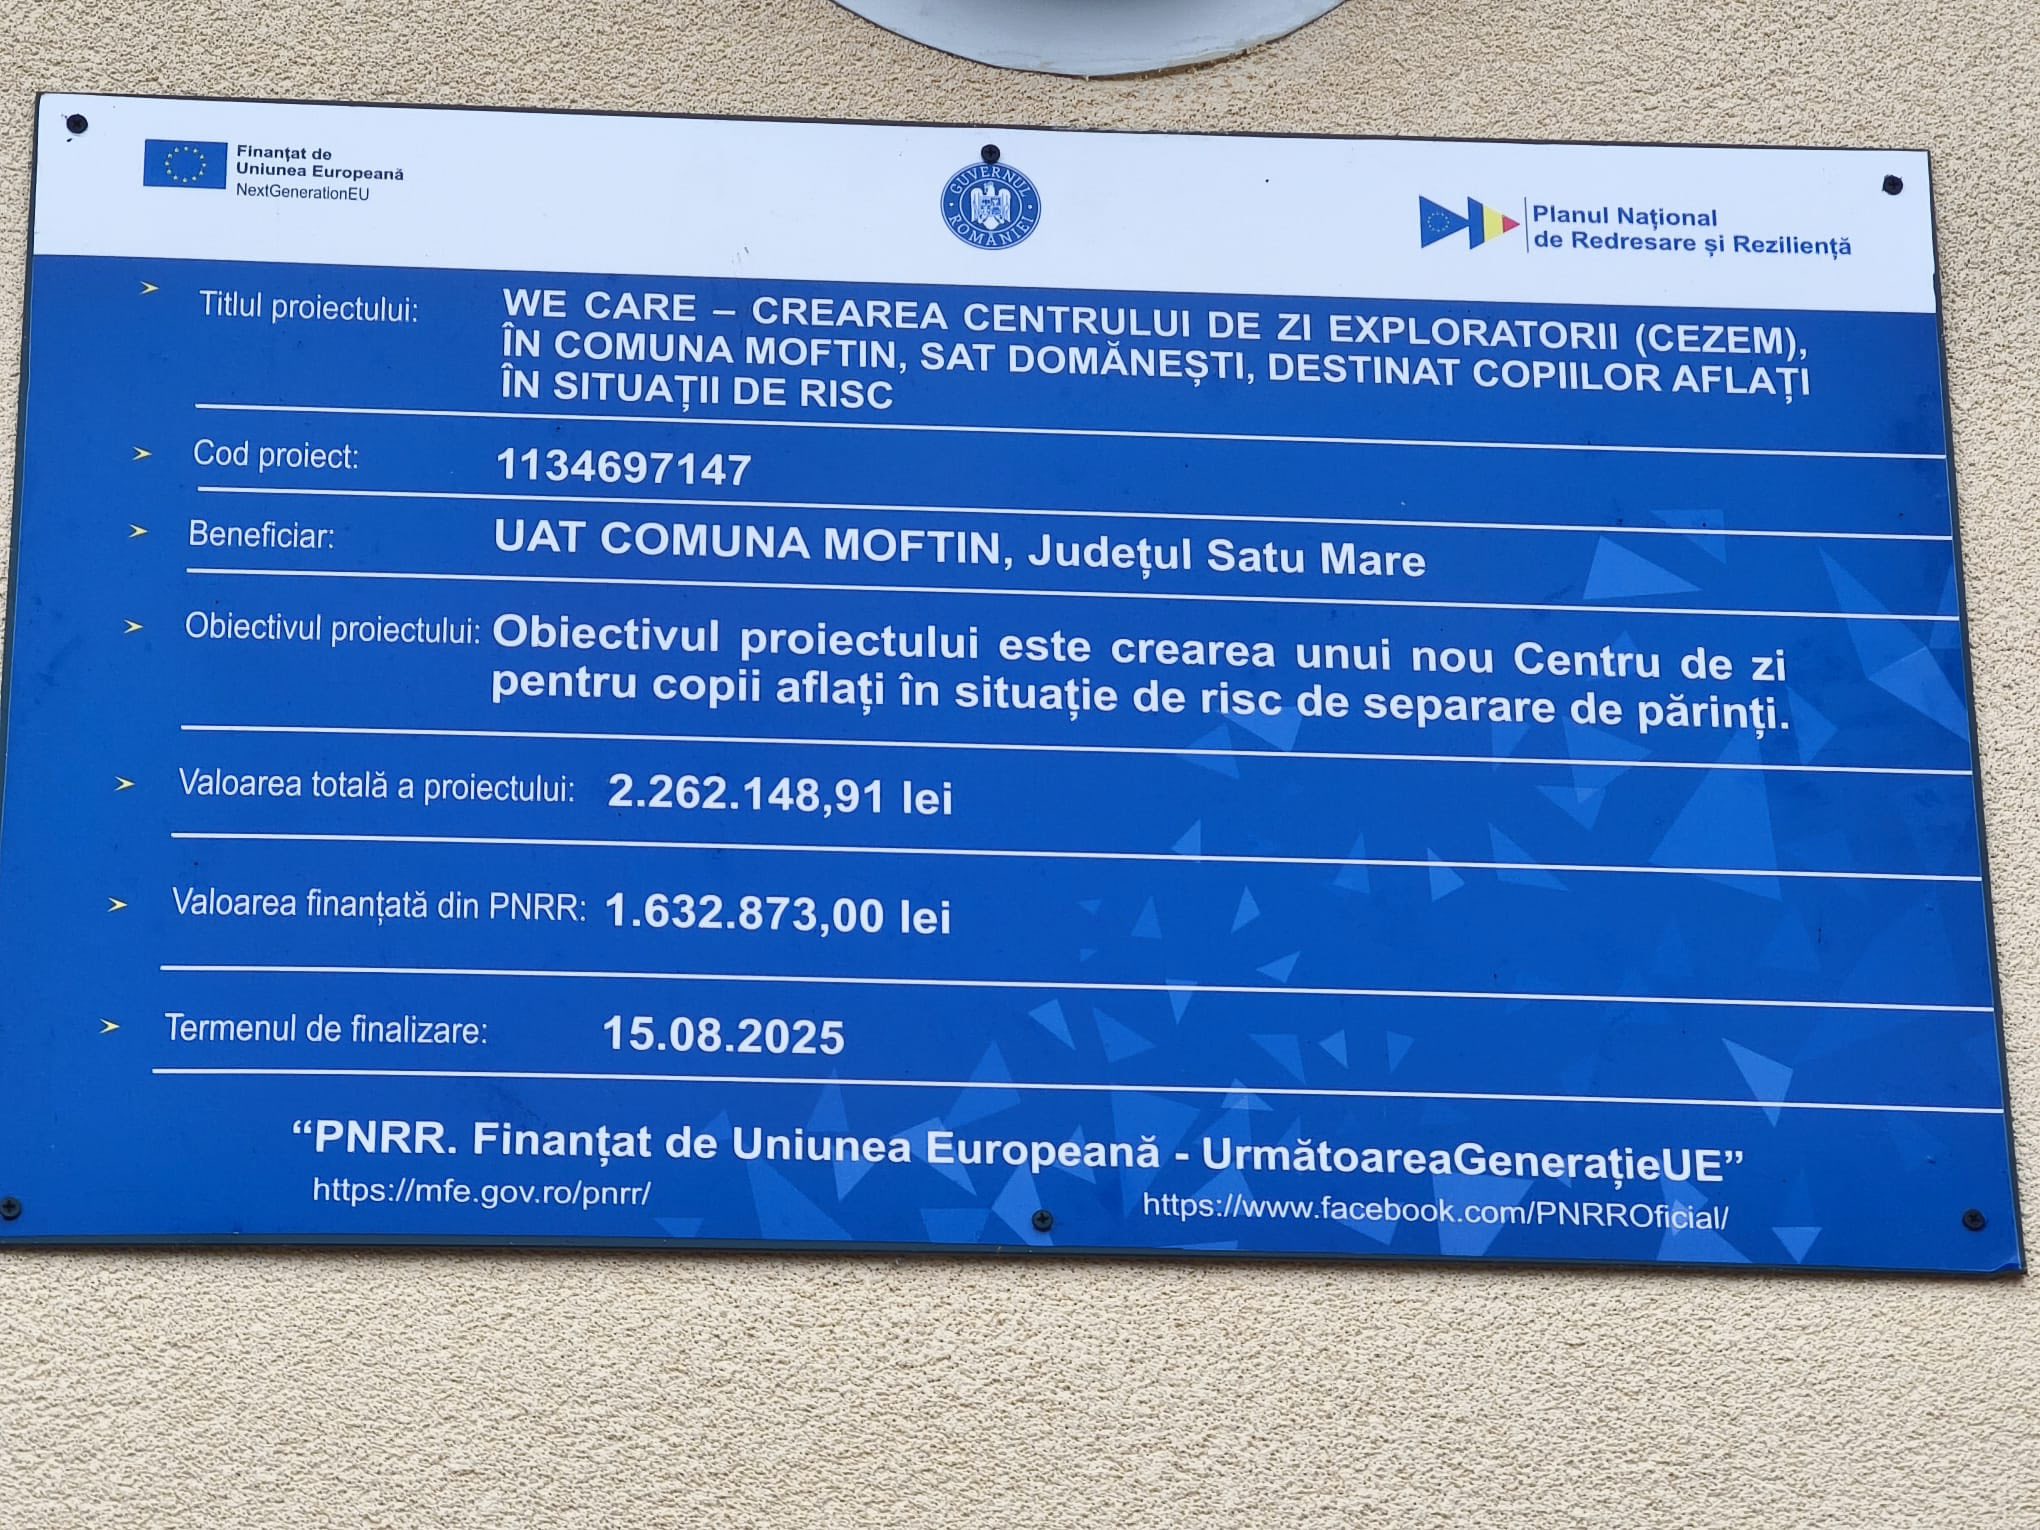 Finanțat de
Uniunea Europeană
NextGenerationEU
GUVERNUL ROMÂNIEI
Planul Național
de Redresare și Reziliență
Titlul proiectului: WE CARE – CREAREA CENTRULUI DE ZI EXPLORATORII (CEZEM),
ÎN COMUNA MOFTIN, SAT DOMĂNEȘTI, DESTINAT COPIILOR AFLAȚI
ÎN SITUAȚII DE RISC
Cod proiect: 1134697147
Beneficiar: UAT COMUNA MOFTIN, Județul Satu Mare
Obiectivul proiectului: Obiectivul proiectului este crearea unui nou Centru de zi
pentru copii aflați în situație de risc de separare de părinți.
Valoarea totală a proiectului: 2.262.148,91 lei
Valoarea finanțată din PNRR: 1.632.873,00 lei
Termenul de finalizare: 15.08.2025
“PNRR. Finanțat de Uniunea Europeană - UrmătoareaGenerațieUE”
https://mfe.gov.ro/pnrr/ https://www.facebook.com/PNRROficial/